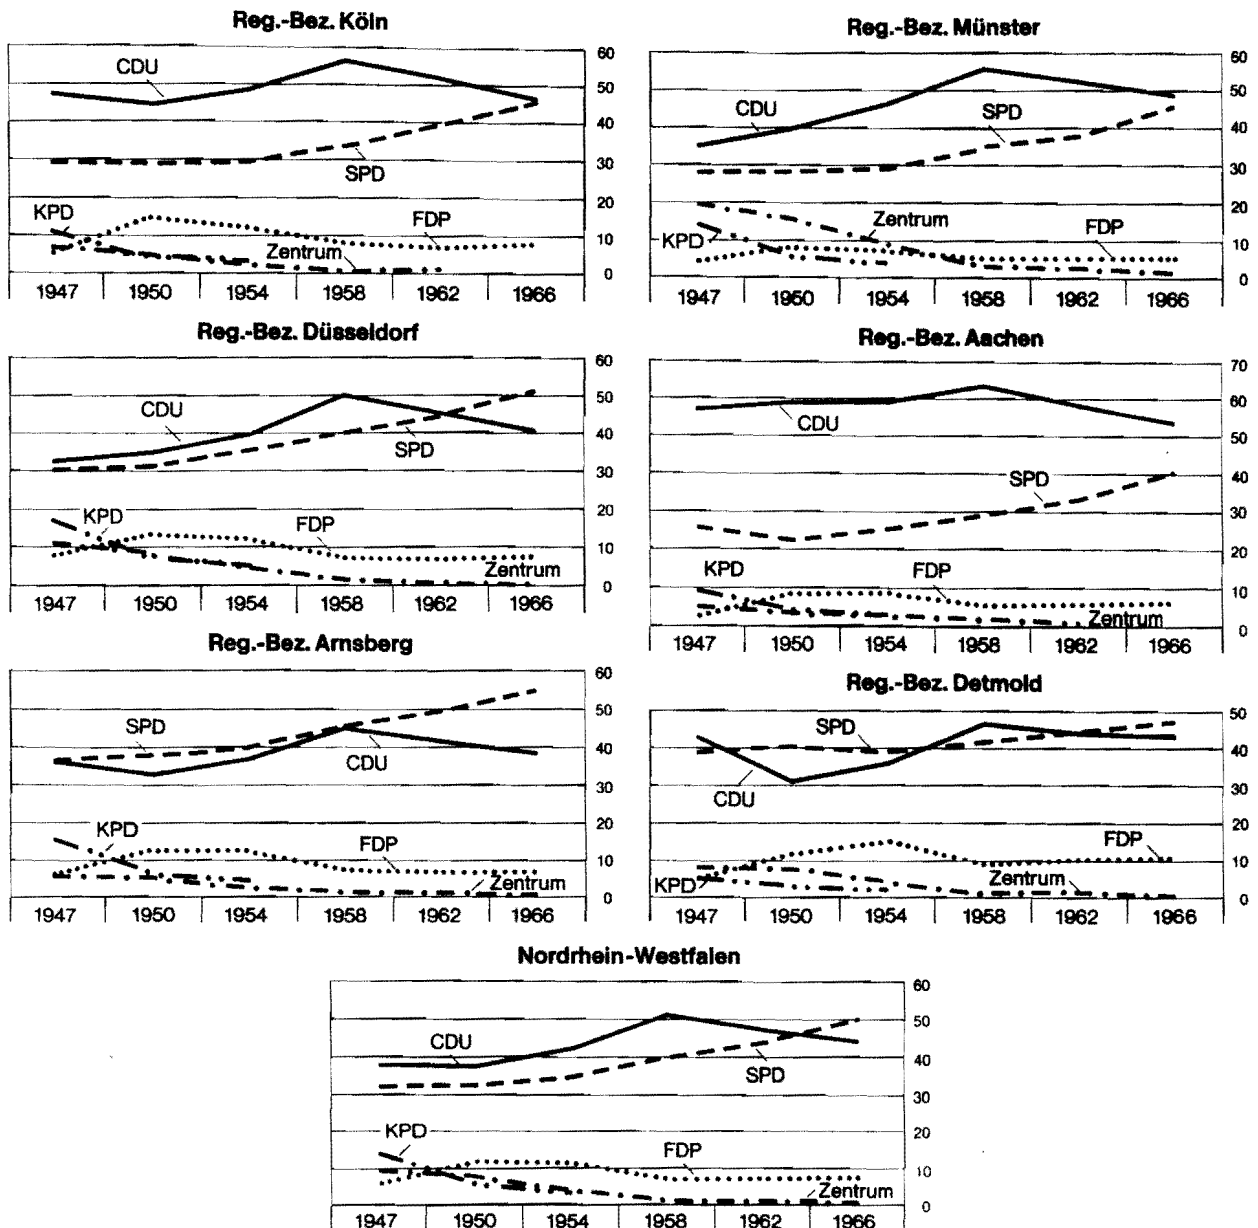 Reg.-Bez. Köln
CDU
SPD
KPD
FDP
Zentrum
60
50
40
30
20
10
0
1947 1950 1954 1958 1962 1966
Reg.-Bez. Münster
CDU
SPD
Zentrum
KPD
FDP
60
50
40
30
20
10
0
1947 1950 1954 1958 1962 1966
Reg.-Bez. Düsseldorf
CDU
SPD
KPD
FDP
Zentrum
60
50
40
30
20
10
0
1947 1950 1954 1958 1962 1966
Reg.-Bez. Aachen
CDU
SPD
KPD
FDP
Zentrum
70
60
50
40
30
20
10
0
1947 1950 1954 1958 1962 1966
Reg.-Bez. Arnsberg
SPD
CDU
KPD
FDP
Zentrum
60
50
40
30
20
10
0
1947 1950 1954 1958 1962 1966
Reg.-Bez. Detmold
SPD
CDU
FDP
KPD
Zentrum
50
40
30
20
10
0
1947 1950 1954 1958 1962 1966
Nordrhein-Westfalen
CDU
SPD
KPD
FDP
Zentrum
60
50
40
30
20
10
0
1947 1950 1954 1958 1962 1966